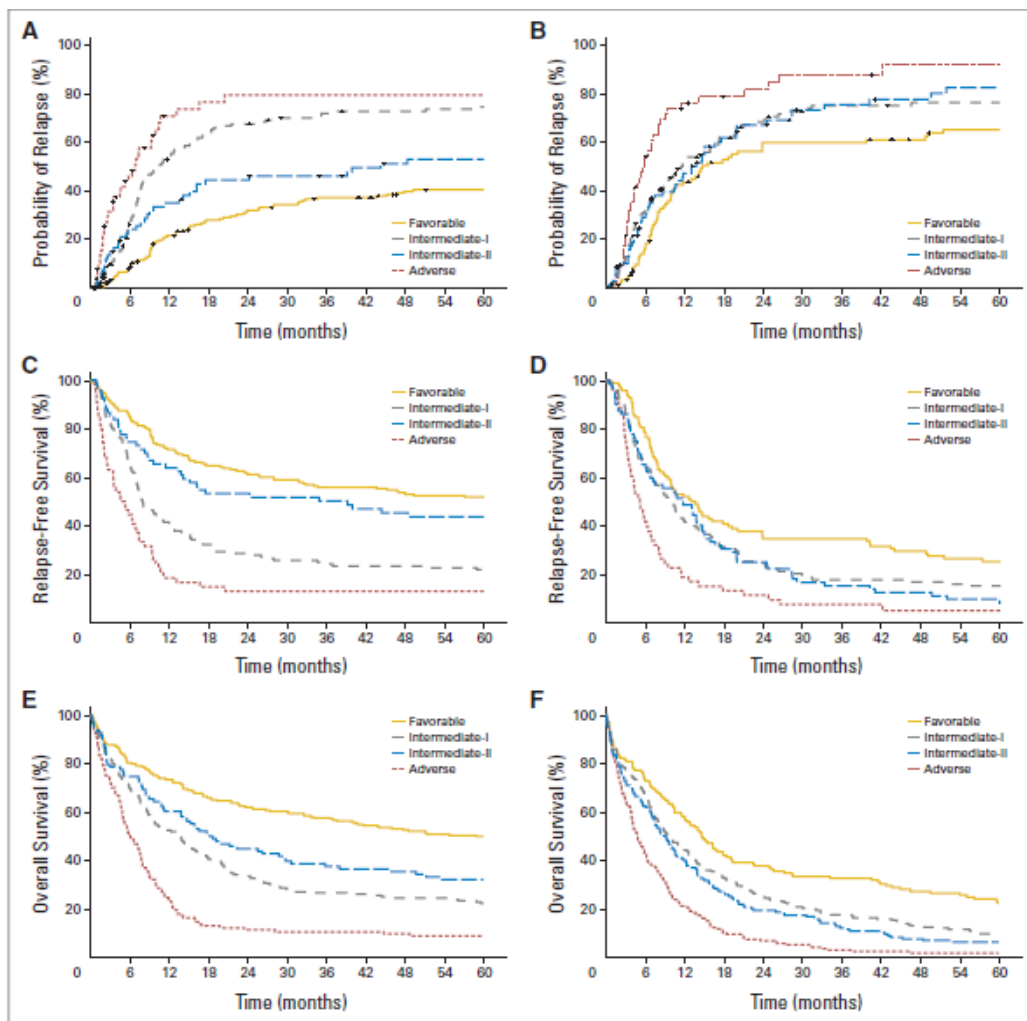 A
Probability of Relapse (%)
100
80
60
40
20
0
6
12
18
24
30
36
42
48
54
60
Time (months)
Favorable
Intermediate-I
Intermediate-II
Adverse
B
Probability of Relapse (%)
100
80
60
40
20
0
6
12
18
24
30
36
42
48
54
60
Time (months)
Favorable
Intermediate-I
Intermediate-II
Adverse
C
Relapse-Free Survival (%)
100
80
60
40
20
0
6
12
18
24
30
36
42
48
54
60
Time (months)
Favorable
Intermediate-I
Intermediate-II
Adverse
D
Relapse-Free Survival (%)
100
80
60
40
20
0
6
12
18
24
30
36
42
48
54
60
Time (months)
Favorable
Intermediate-I
Intermediate-II
Adverse
E
Overall Survival (%)
100
80
60
40
20
0
6
12
18
24
30
36
42
48
54
60
Time (months)
Favorable
Intermediate-I
Intermediate-II
Adverse
F
Overall Survival (%)
100
80
60
40
20
0
6
12
18
24
30
36
42
48
54
60
Time (months)
Favorable
Intermediate-I
Intermediate-II
Adverse